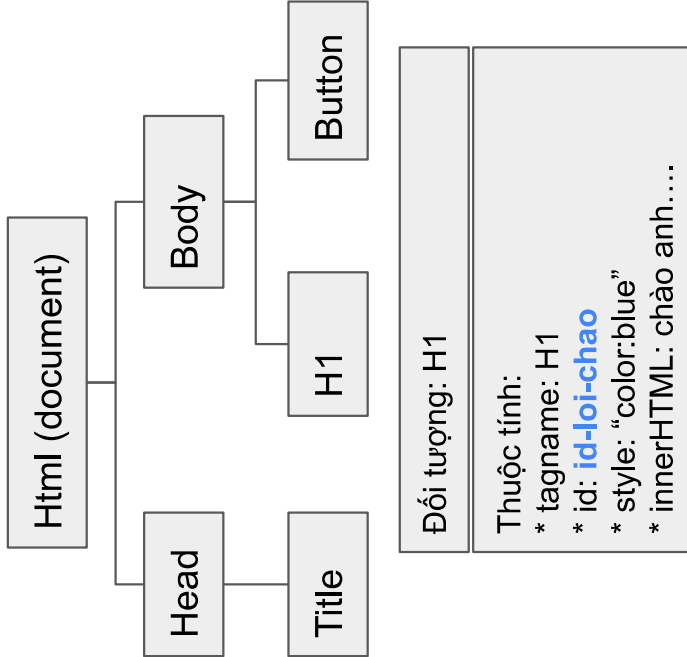 Html (document)
Head
Body
Title
H1
Button
Đối tượng: H1
Thuộc tính:
* tagname: H1
* id: id-loi-chao
* style: “color:blue”
* innerHTML: chào anh….